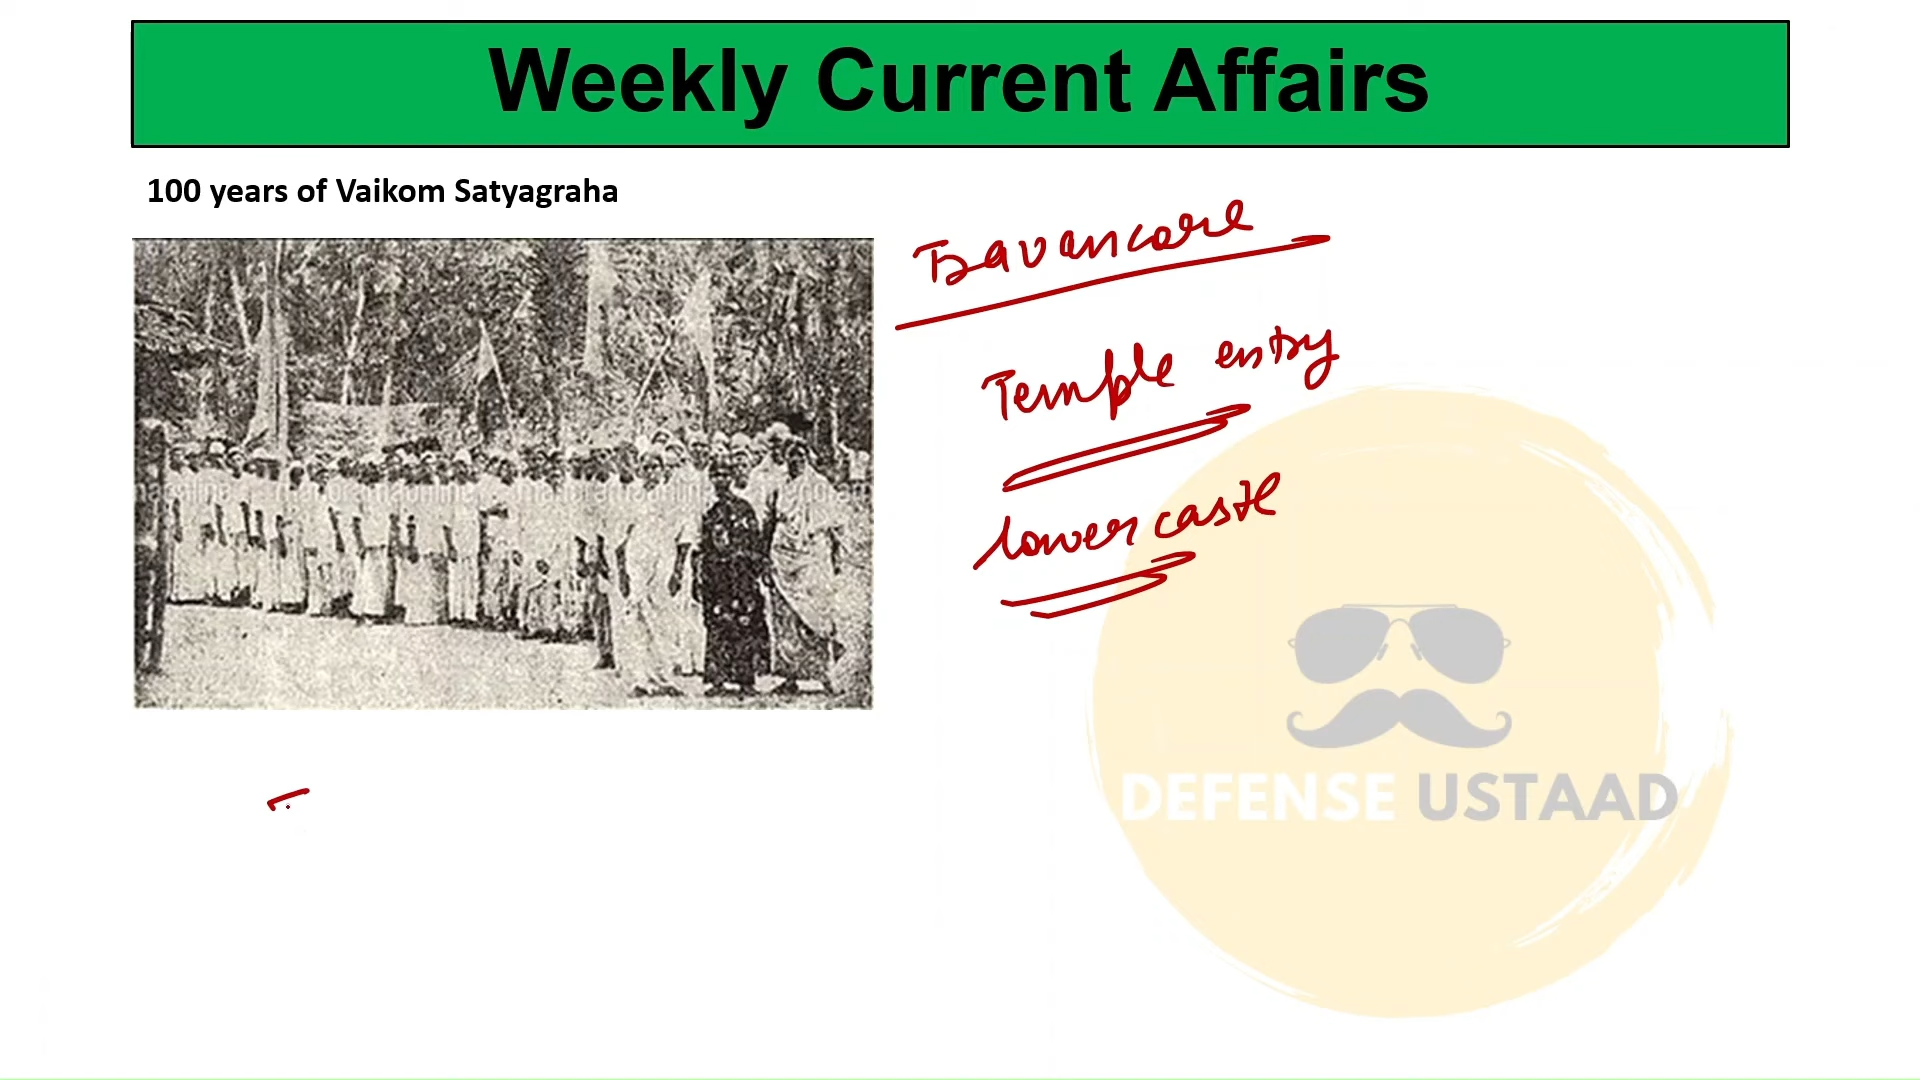 Weekly Current Affairs
100 years of Vaikom Satyagraha
Travancore
Temple entry
lower caste
DEFENSE USTAAD